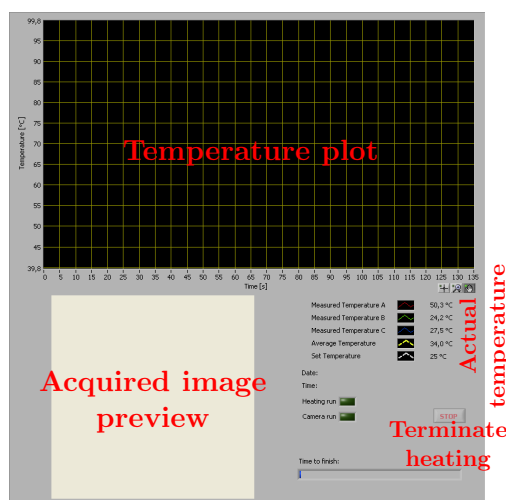 99,8
95
90
85
80
75
70
65
60
55
50
45
39,8
Temperature [°C]
Temperature plot
0 5 10 15 20 25 30 35 40 45 50 55 60 65 70 75 80 85 90 95 100 105 110 115 120 125 130 135
Time [s]
Measured Temperature A 50,3 °C
Measured Temperature B 24,2 °C
Measured Temperature C 27,5 °C
Average Temperature 34,0 °C
Set Temperature 25 °C
Actual
temperature
Date:
Time:
Heating run
Camera run
STOP
Acquired image
preview
Terminate
heating
Time to finish: